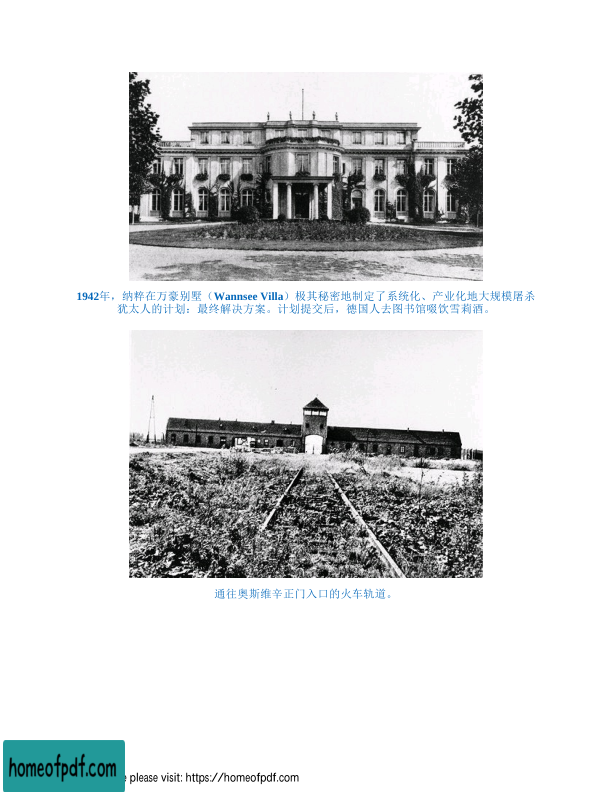 1942年，纳粹在万豪别墅（Wannsee Villa）极其秘密地制定了系统化、产业化地大规模屠杀
犹太人的计划：最终解决方案。计划提交后，德国人去图书馆啜饮雪莉酒。
通往奥斯维辛正门入口的火车轨道。
homeofpdf.com
please visit: https://homeofpdf.com